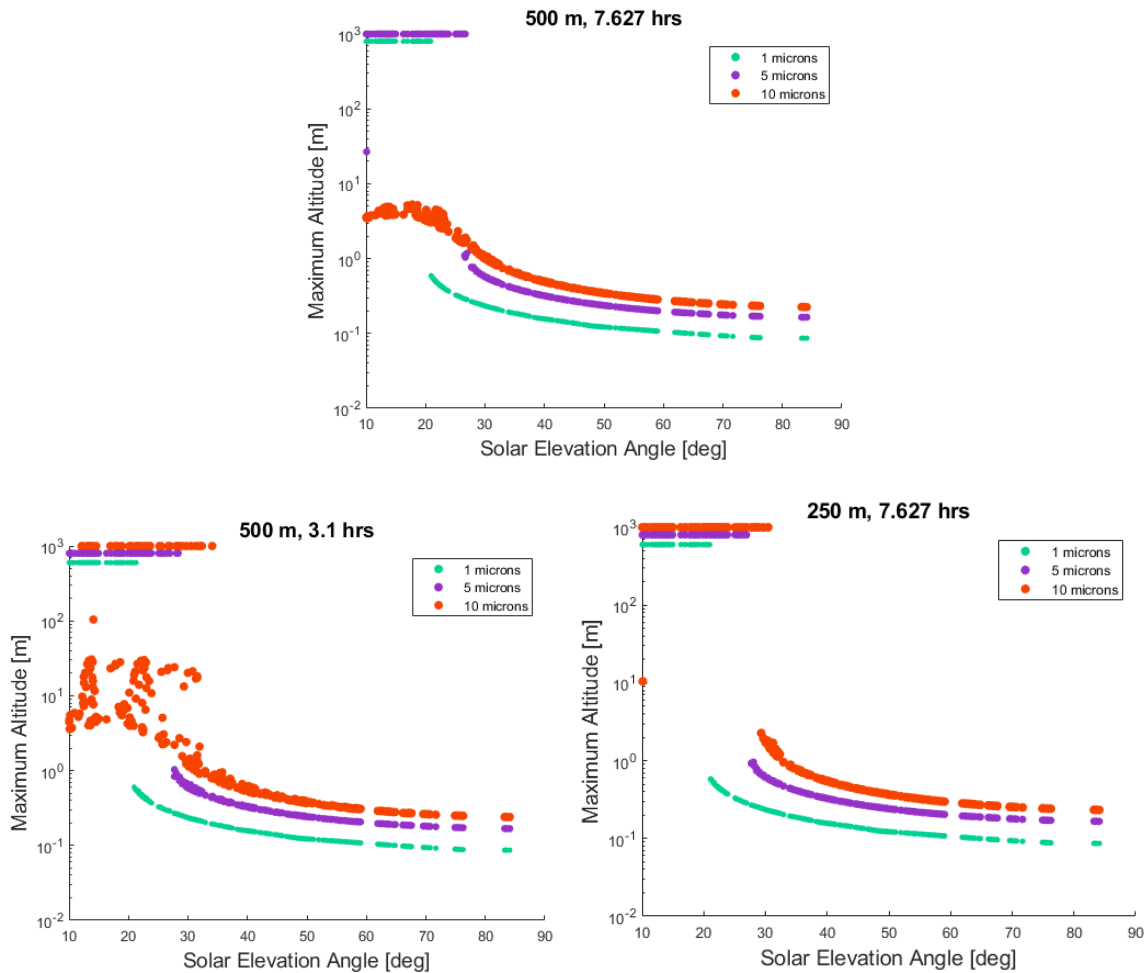 500 m, 7.627 hrs
1 microns
5 microns
10 microns
Maximum Altitude [m]
10^3
10^2
10^1
10^0
10^-1
10^-2
10 20 30 40 50 60 70 80 90
Solar Elevation Angle [deg]
500 m, 3.1 hrs
1 microns
5 microns
10 microns
Maximum Altitude [m]
10^3
10^2
10^1
10^0
10^-1
10^-2
10 20 30 40 50 60 70 80 90
Solar Elevation Angle [deg]
250 m, 7.627 hrs
1 microns
5 microns
10 microns
Maximum Altitude [m]
10^3
10^2
10^1
10^0
10^-1
10^-2
10 20 30 40 50 60 70 80 90
Solar Elevation Angle [deg]